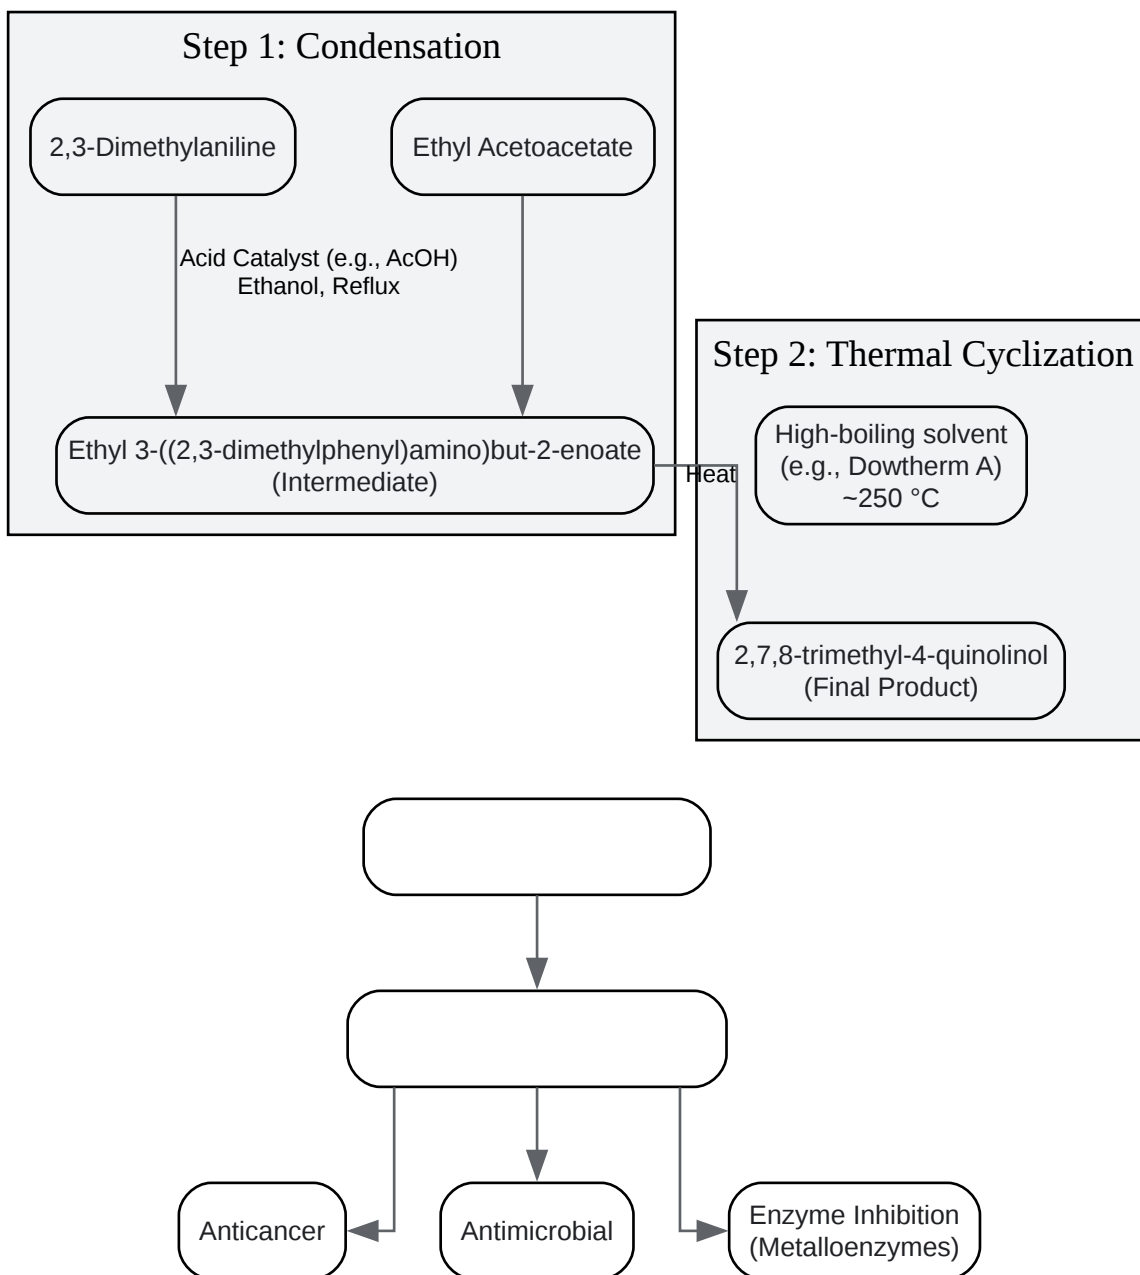 Step 1: Condensation
2,3-Dimethylaniline
Ethyl Acetoacetate
Acid Catalyst (e.g., AcOH)
Ethanol, Reflux
Ethyl 3-((2,3-dimethylphenyl)amino)but-2-enoate
(Intermediate)
Heat
Step 2: Thermal Cyclization
High-boiling solvent
(e.g., Dowtherm A)
~250 °C
2,7,8-trimethyl-4-quinolinol
(Final Product)
Anticancer
Antimicrobial
Enzyme Inhibition
(Metalloenzymes)